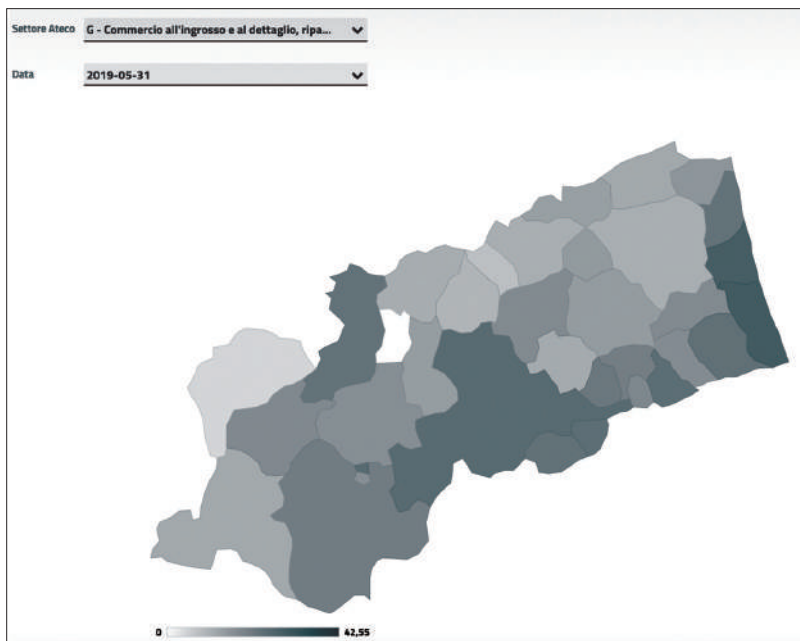 Settore Ateco G - Commercio all'ingrosso e al dettaglio, ripa...
Data 2019-05-31
0 42,55